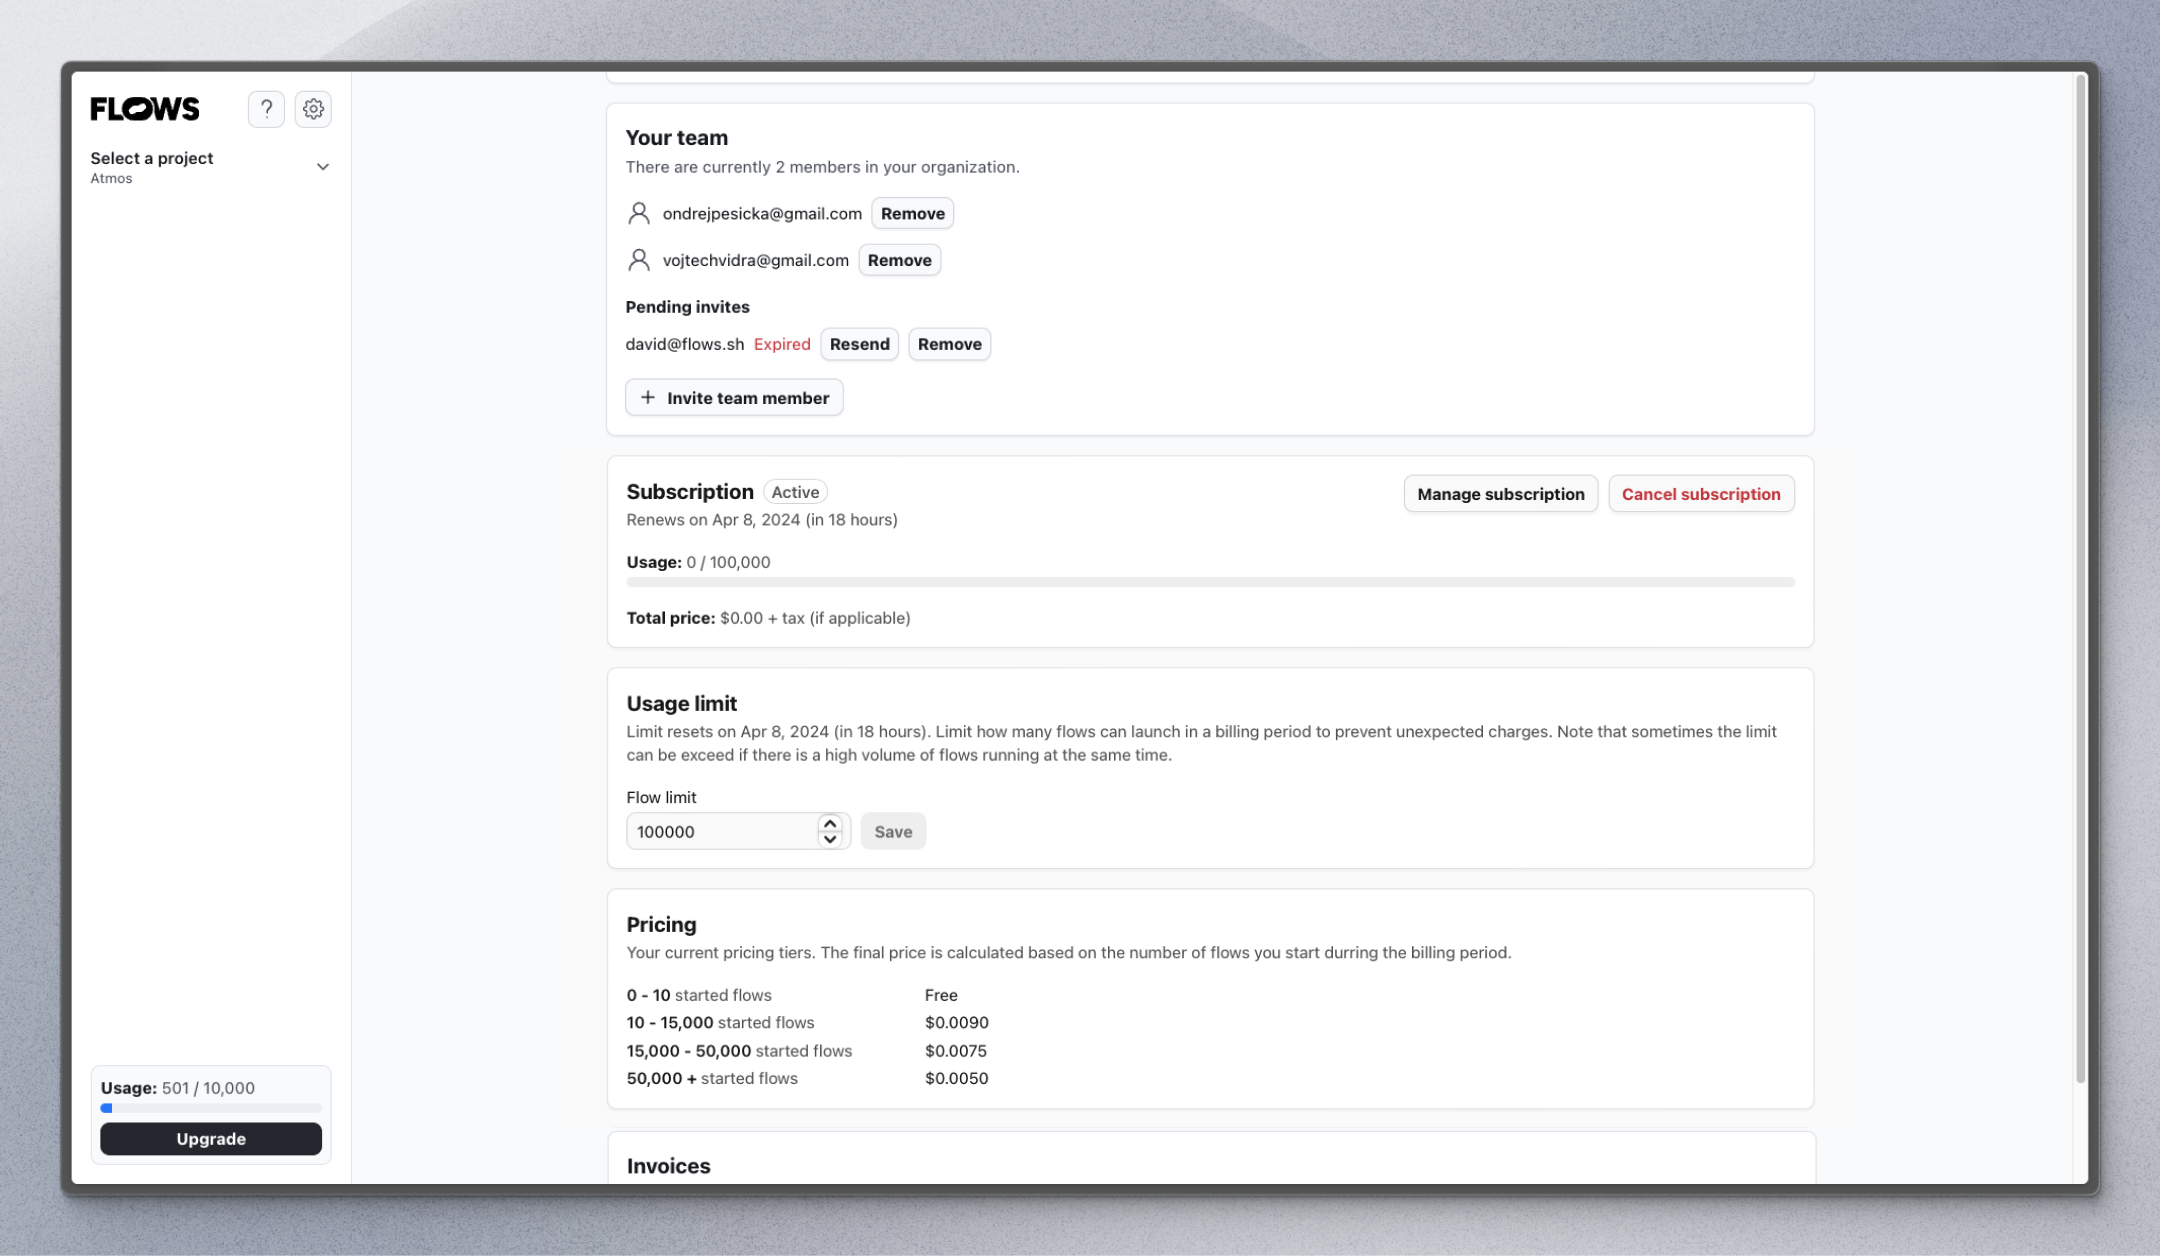 FLOWS
?
Select a project
Atmos
Your team
There are currently 2 members in your organization.
ondrejpesicka@gmail.com Remove
vojtechvidra@gmail.com Remove
Pending invites
david@flows.sh Expired Resend Remove
+ Invite team member
Subscription Active
Manage subscription Cancel subscription
Renews on Apr 8, 2024 (in 18 hours)
Usage: 0 / 100,000
Total price: $0.00 + tax (if applicable)
Usage limit
Limit resets on Apr 8, 2024 (in 18 hours). Limit how many flows can launch in a billing period to prevent unexpected charges. Note that sometimes the limit
can be exceed if there is a high volume of flows running at the same time.
Flow limit
100000 Save
Pricing
Your current pricing tiers. The final price is calculated based on the number of flows you start durring the billing period.
0 - 10 started flows Free
10 - 15,000 started flows $0.0090
15,000 - 50,000 started flows $0.0075
50,000 + started flows $0.0050
Invoices
Usage: 501 / 10,000
Upgrade